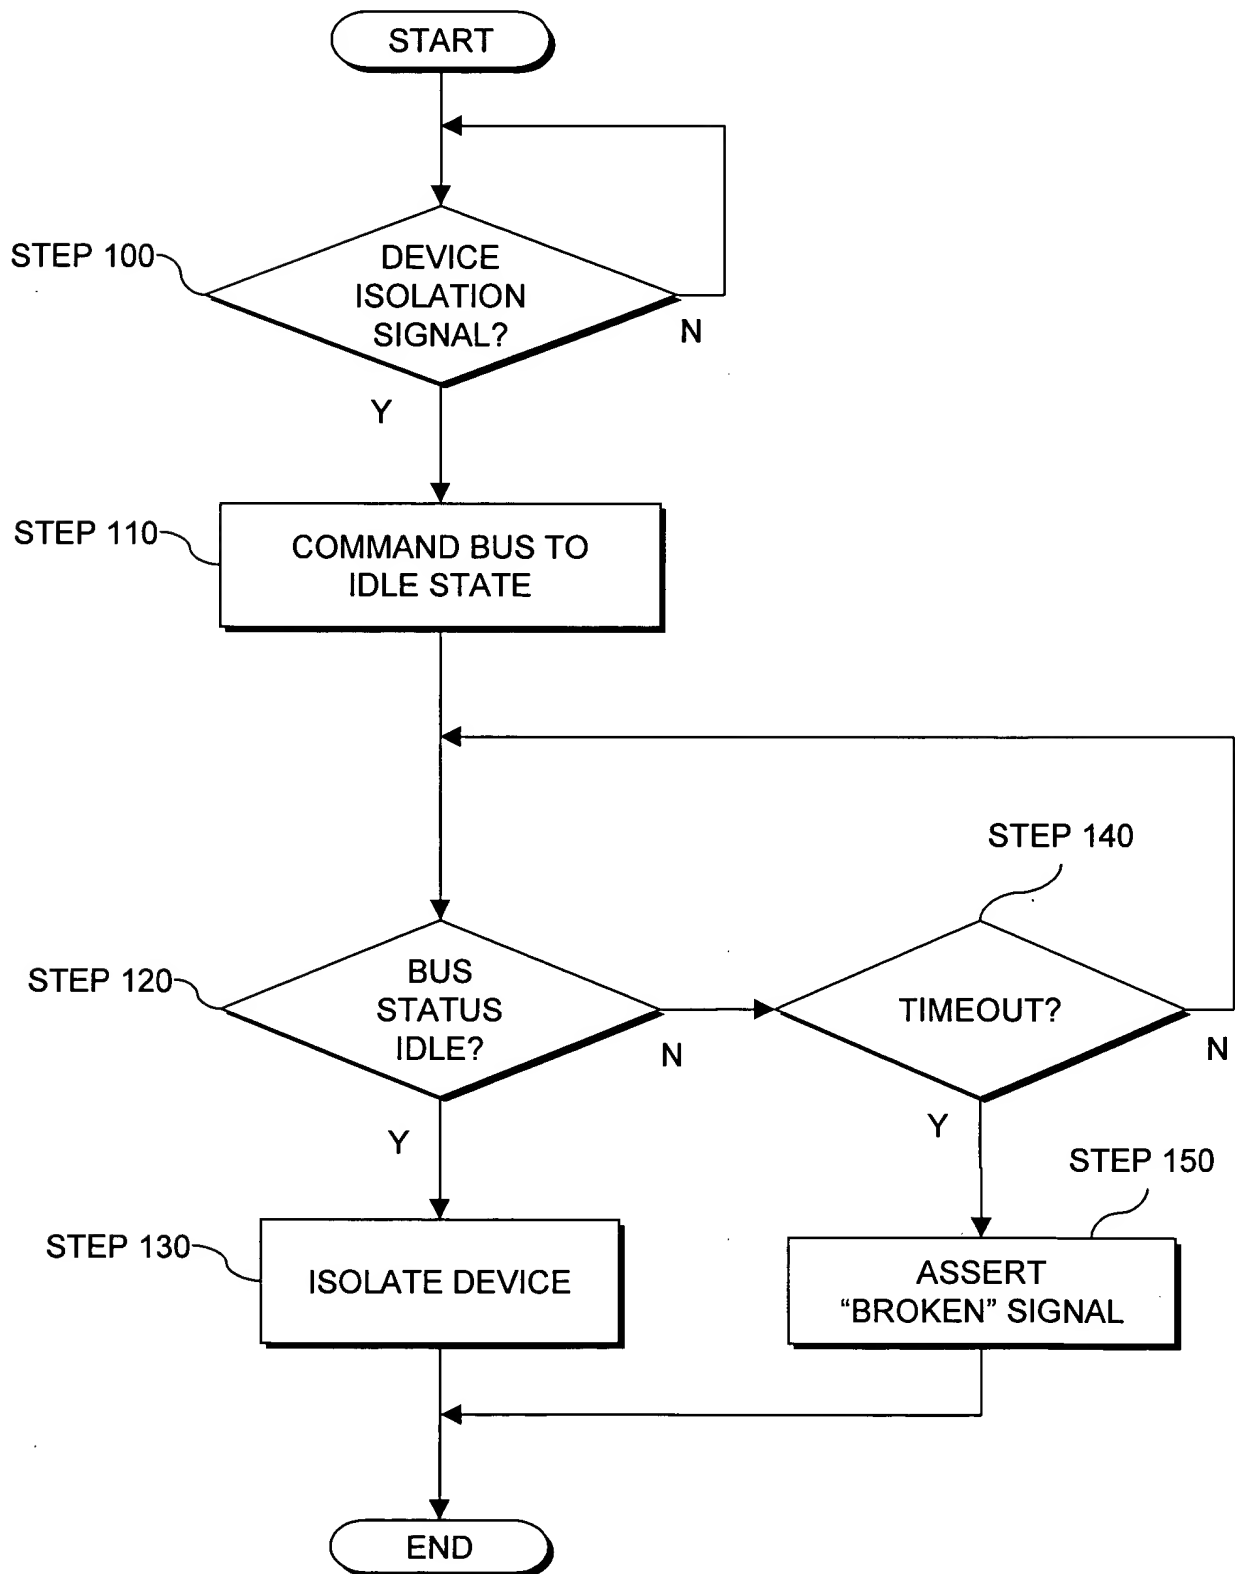 START
STEP 100
DEVICE
ISOLATION
SIGNAL?
N
Y
STEP 110
COMMAND BUS TO
IDLE STATE
STEP 140
STEP 120
BUS
STATUS
IDLE?
N
TIMEOUT?
N
Y
Y
STEP 150
STEP 130
ISOLATE DEVICE
ASSERT
“BROKEN” SIGNAL
END